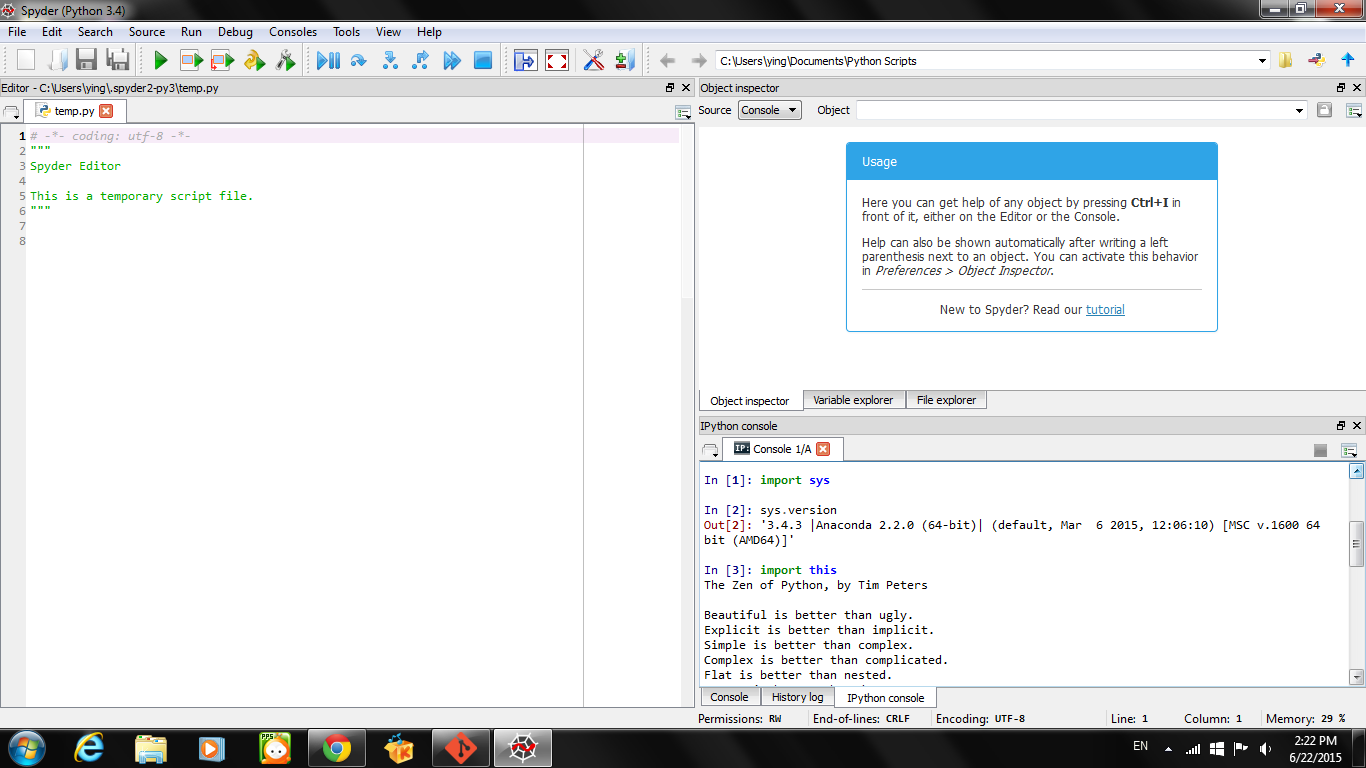 Spyder (Python 3.4)
File Edit Search Source Run Debug Consoles Tools View Help
C:\Users\ying\Documents\Python Scripts
Editor - C:\Users\ying\.spyder2-py3\temp.py
temp.py
1 # -*- coding: utf-8 -*-
2 """
3 Spyder Editor
4
5 This is a temporary script file.
6 """
7
8
Object inspector
Source Console Object
Usage
Here you can get help of any object by pressing Ctrl+I in
front of it, either on the Editor or the Console.
Help can also be shown automatically after writing a left
parenthesis next to an object. You can activate this behavior
in Preferences > Object Inspector.
New to Spyder? Read our tutorial
Object inspector Variable explorer File explorer
IPython console
IP: Console 1/A
In [1]: import sys
In [2]: sys.version
Out[2]: '3.4.3 |Anaconda 2.2.0 (64-bit)| (default, Mar  6 2015, 12:06:10) [MSC v.1600 64
bit (AMD64)]'
In [3]: import this
The Zen of Python, by Tim Peters
Beautiful is better than ugly.
Explicit is better than implicit.
Simple is better than complex.
Complex is better than complicated.
Flat is better than nested.
Console History log IPython console
Permissions: RW End-of-lines: CRLF Encoding: UTF-8 Line: 1 Column: 1 Memory: 29 %
PPS
EN
2:22 PM
6/22/2015